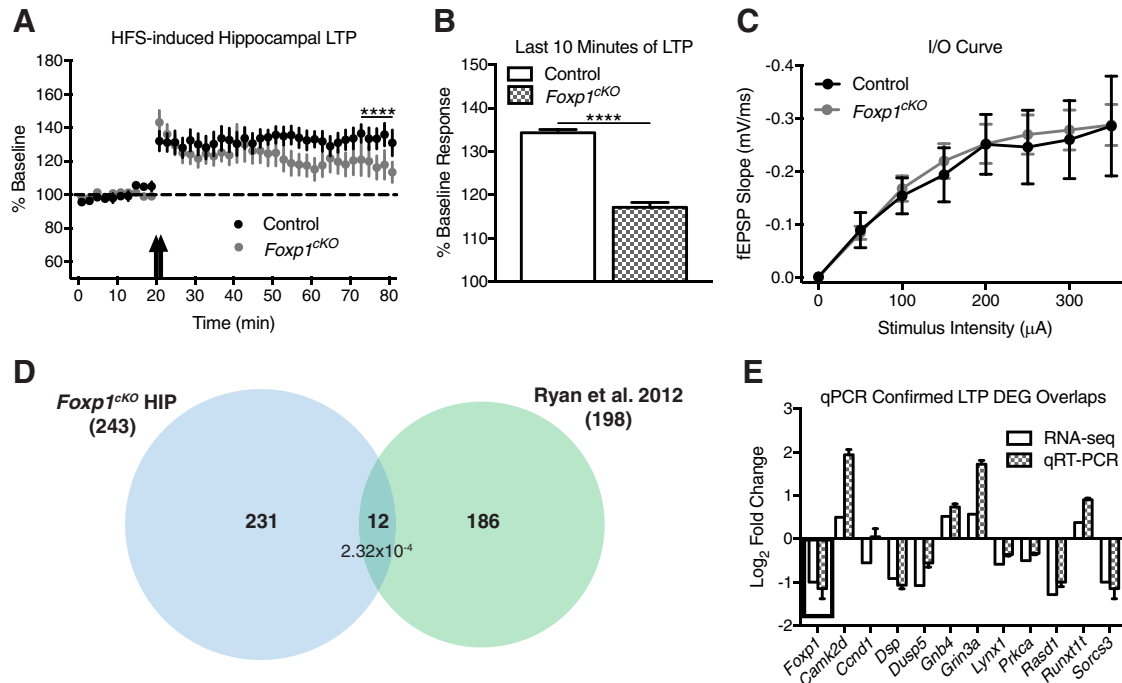 A
HFS-induced Hippocampal LTP
% Baseline
180
160
140
120
100
80
60
****
Control
Foxp1cKO
0 10 20 30 40 50 60 70 80
Time (min)
B
Last 10 Minutes of LTP
% Baseline Response
150
140
130
120
110
100
Control
Foxp1cKO
****
C
I/O Curve
fEPSP Slope (mV/ms)
-0.4
-0.3
-0.2
-0.1
0.0
Control
Foxp1cKO
0 100 200 300
Stimulus Intensity (µA)
D
Foxp1cKO HIP
(243)
Ryan et al. 2012
(198)
231
12
186
2.32x10-4
E
qPCR Confirmed LTP DEG Overlaps
Log2 Fold Change
3
2
1
0
-1
-2
RNA-seq
qRT-PCR
Foxp1
Camk2d
Ccnd1
Dsp
Dusp5
Gnb4
Grin3a
Lynx1
Prkca
Rasd1
Runx1t
Sorcs3